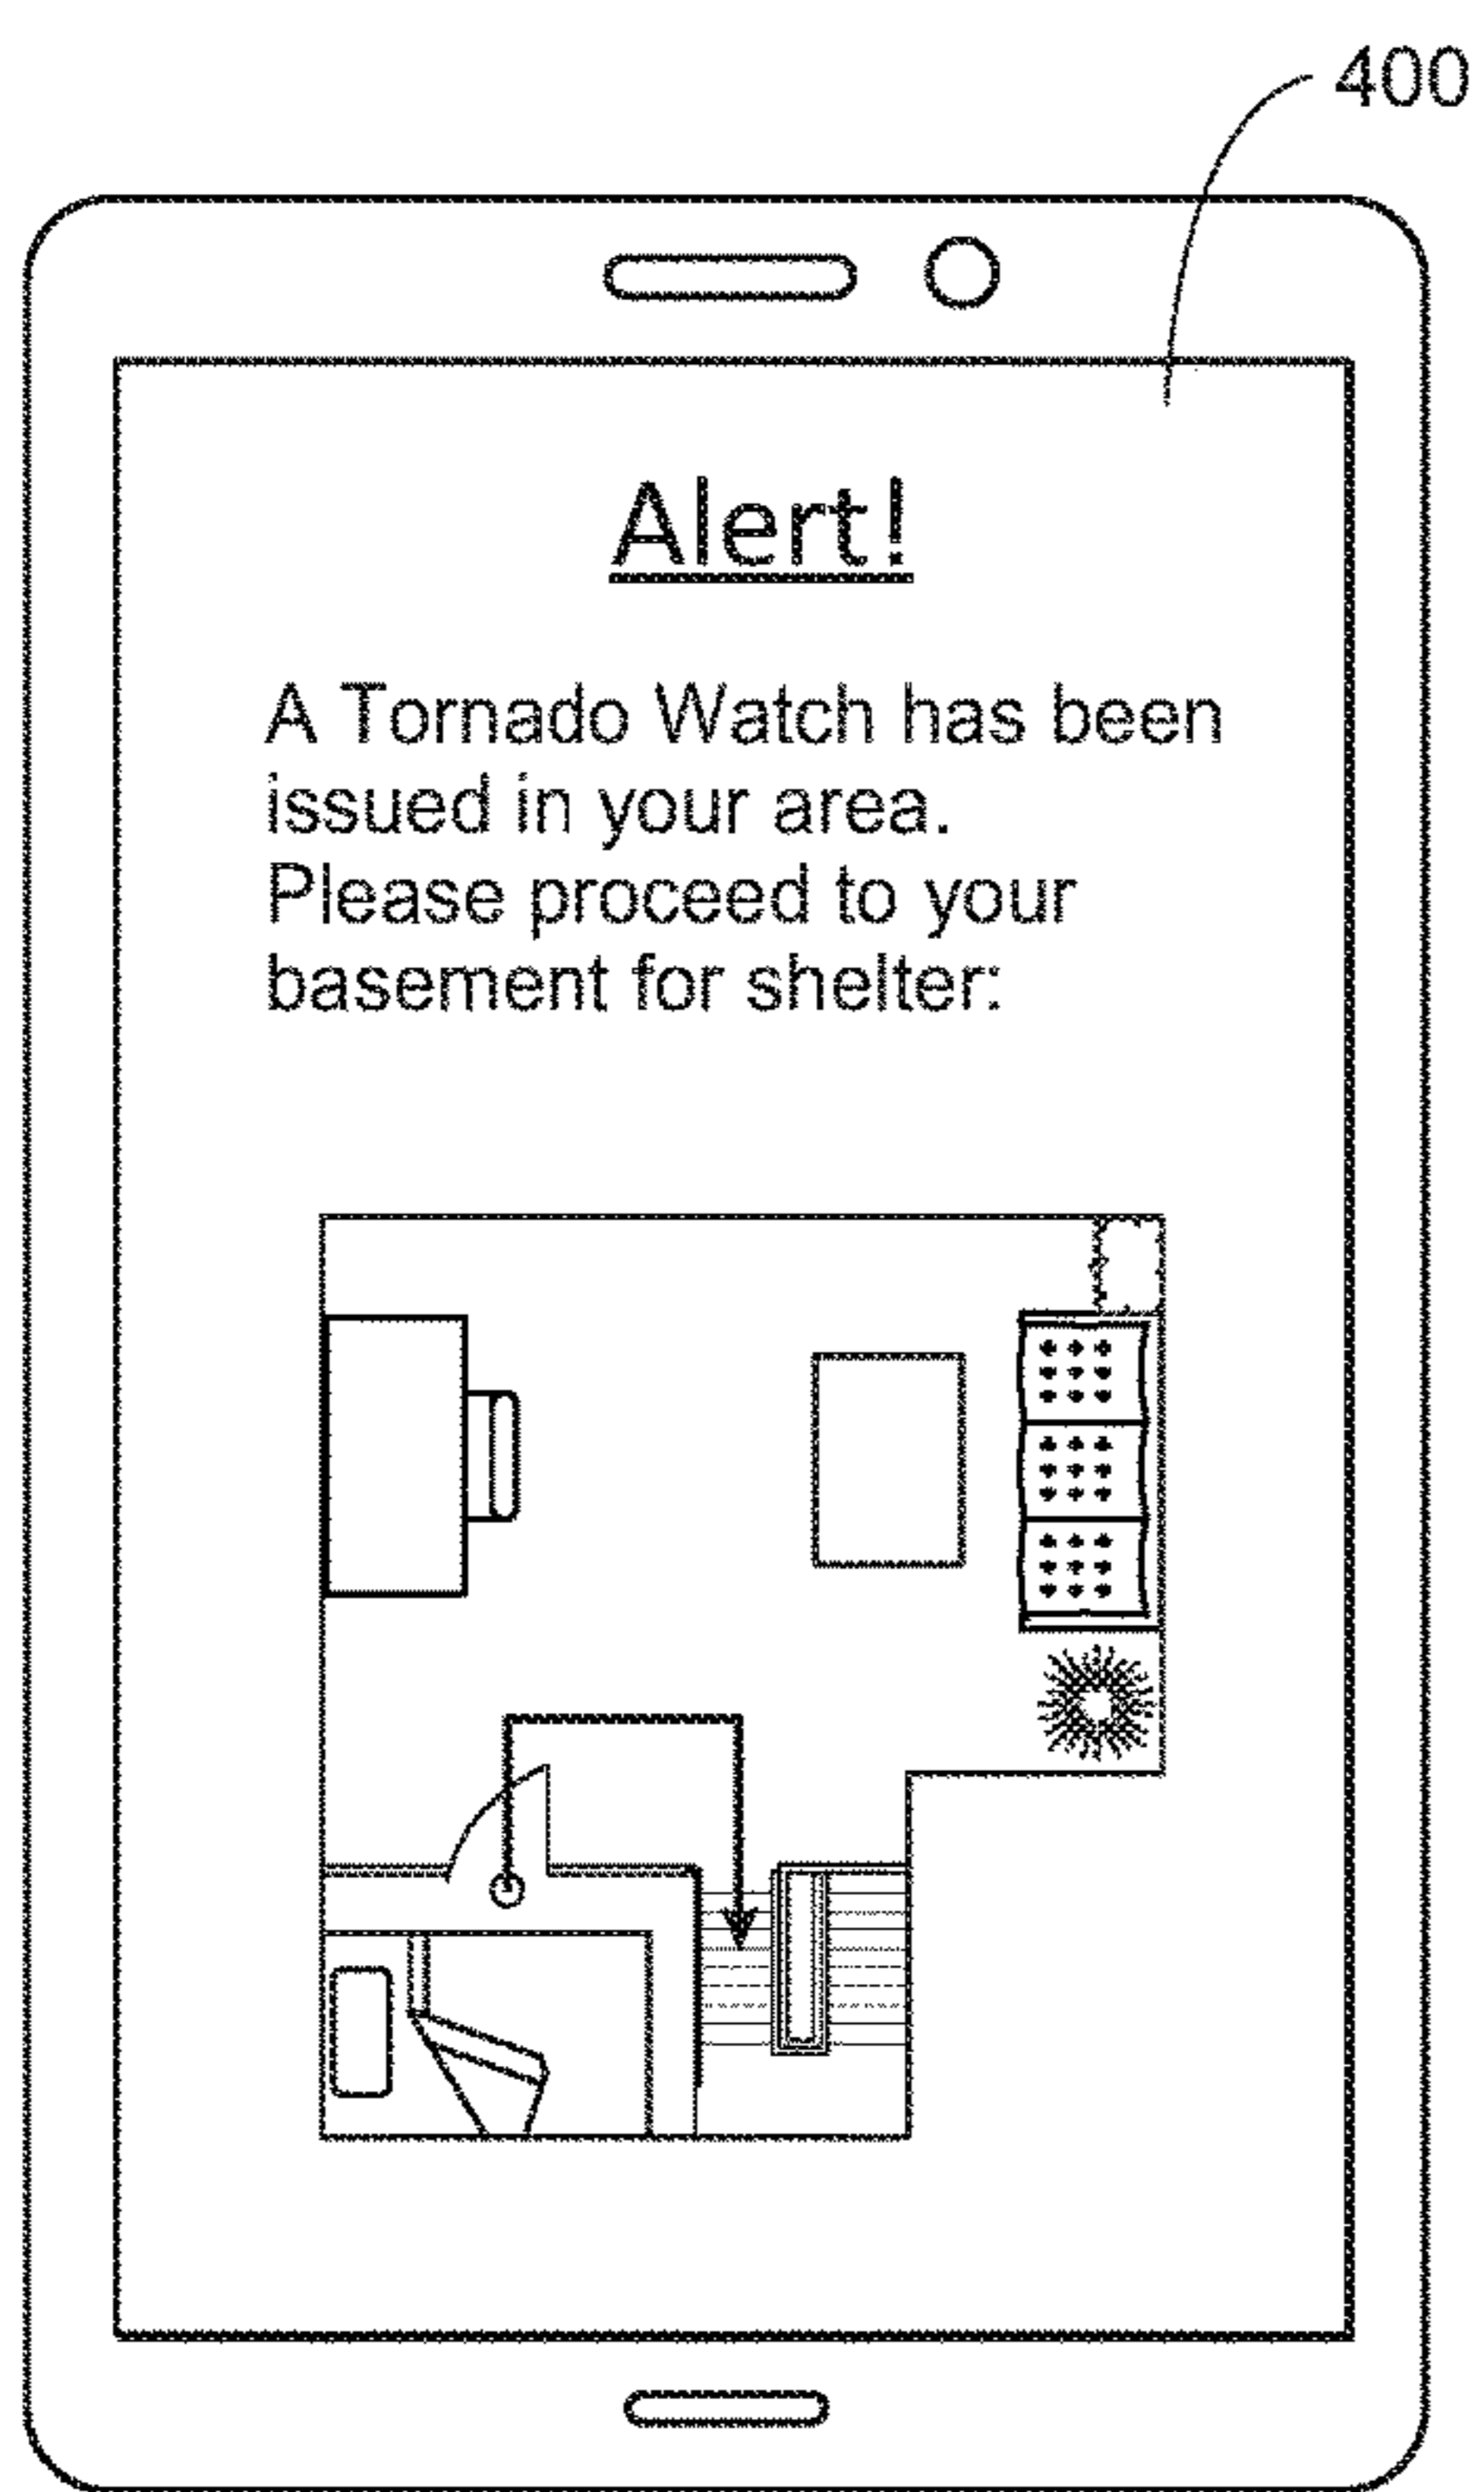 400
Alert!
A Tornado Watch has been
issued in your area.
Please proceed to your
basement for shelter: